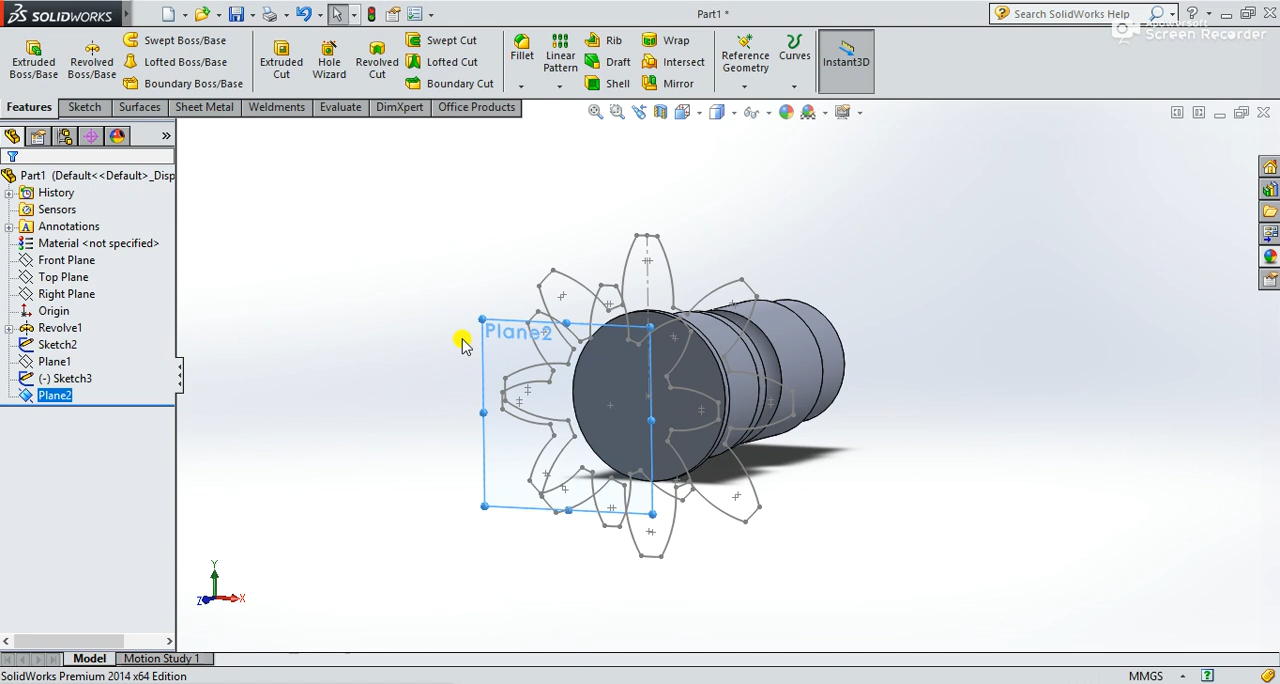 SOLIDWORKS
Part1 *
Search SolidWorks Help
Screen Recorder
Extruded Boss/Base
Revolved Boss/Base
Swept Boss/Base
Lofted Boss/Base
Boundary Boss/Base
Extruded Cut
Hole Wizard
Revolved Cut
Swept Cut
Lofted Cut
Boundary Cut
Fillet
Linear Pattern
Rib
Draft
Shell
Wrap
Intersect
Mirror
Reference Geometry
Curves
Instant3D
Features
Sketch
Surfaces
Sheet Metal
Weldments
Evaluate
DimXpert
Office Products
Part1 (Default<<Default>_Disp
History
Sensors
Annotations
Material <not specified>
Front Plane
Top Plane
Right Plane
Origin
Revolve1
Sketch2
Plane1
(-) Sketch3
Plane2
Plane2
Y
Z
X
Model
Motion Study 1
SolidWorks Premium 2014 x64 Edition
MMGS